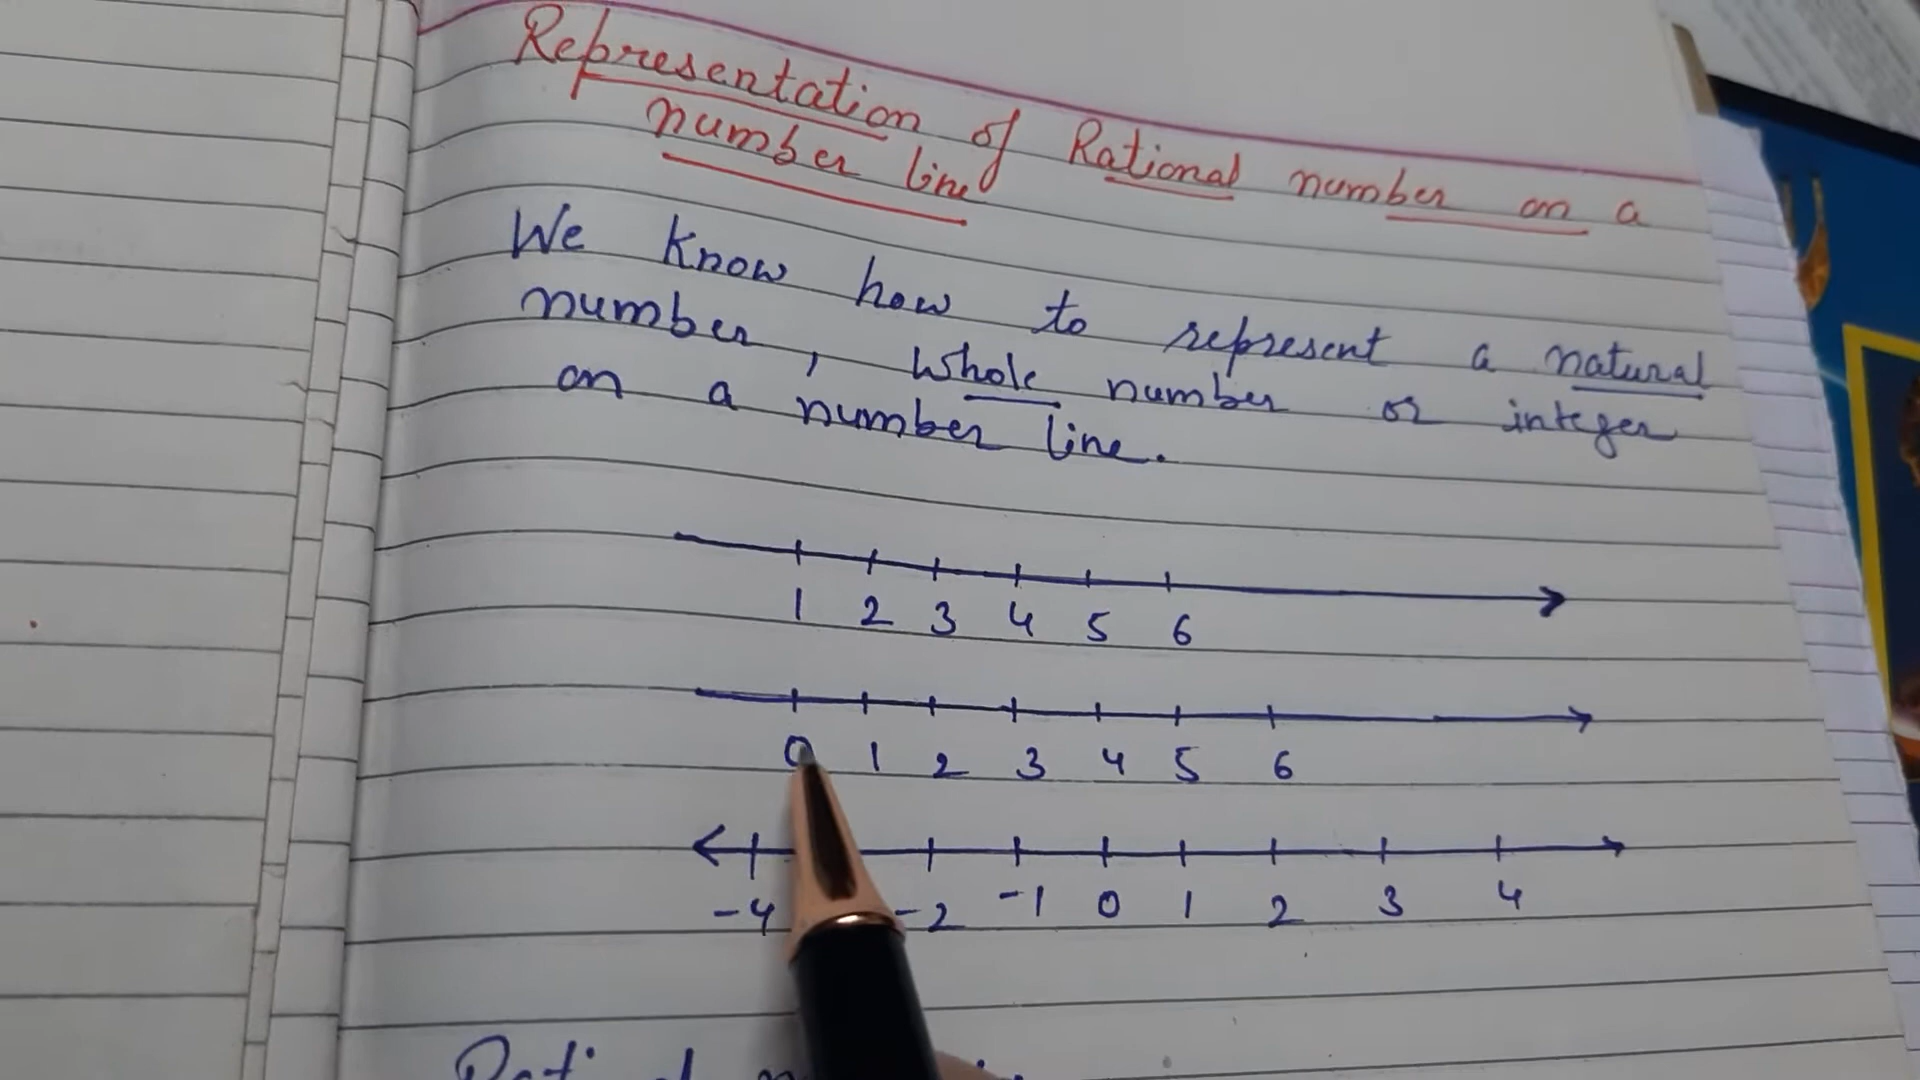 Representation of Rational number on a
number line
We know how to represent a natural
number, whole number or integer
on a number line.
1 2 3 4 5 6
0 1 2 3 4 5 6
-4 -2 -1 0 1 2 3 4